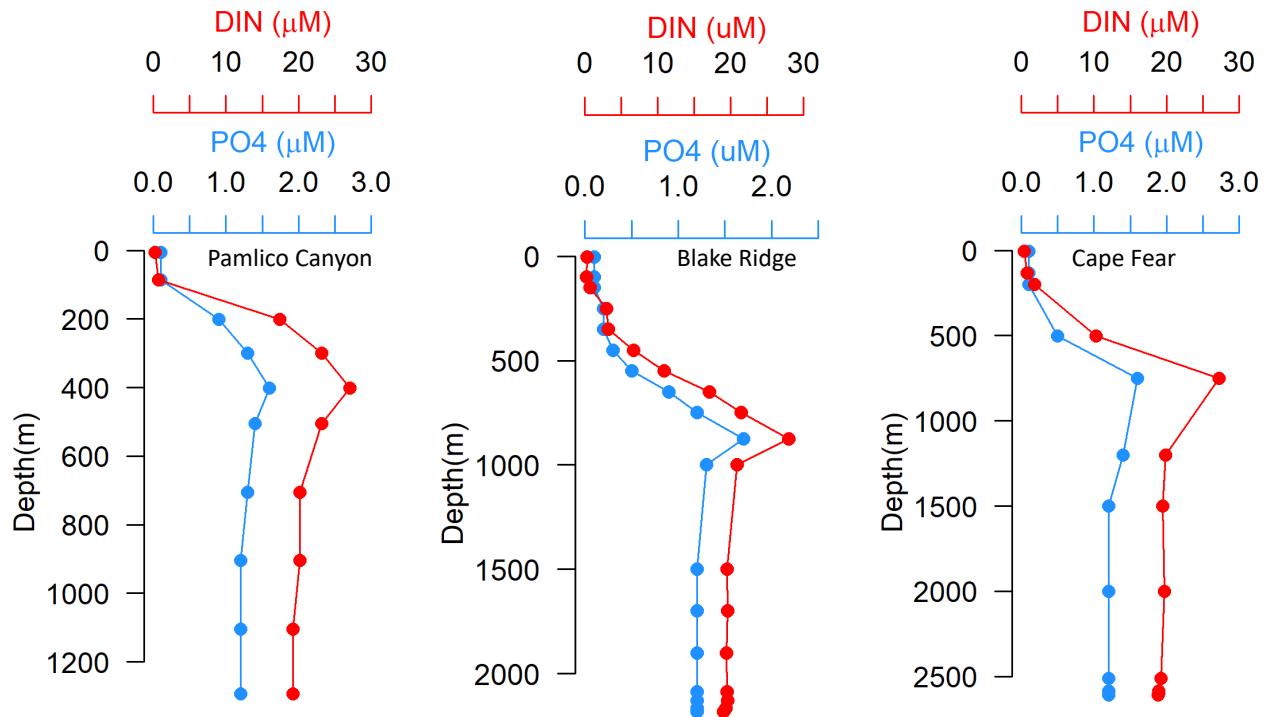 DIN (μM)
0 10 20 30
PO4 (μM)
0.0 1.0 2.0 3.0
Pamlico Canyon
Depth(m)
0
200
400
600
800
1000
1200
DIN (uM)
0 10 20 30
PO4 (uM)
0.0 1.0 2.0
Blake Ridge
Depth(m)
0
500
1000
1500
2000
DIN (μM)
0 10 20 30
PO4 (μM)
0.0 1.0 2.0 3.0
Cape Fear
Depth(m)
0
500
1000
1500
2000
2500